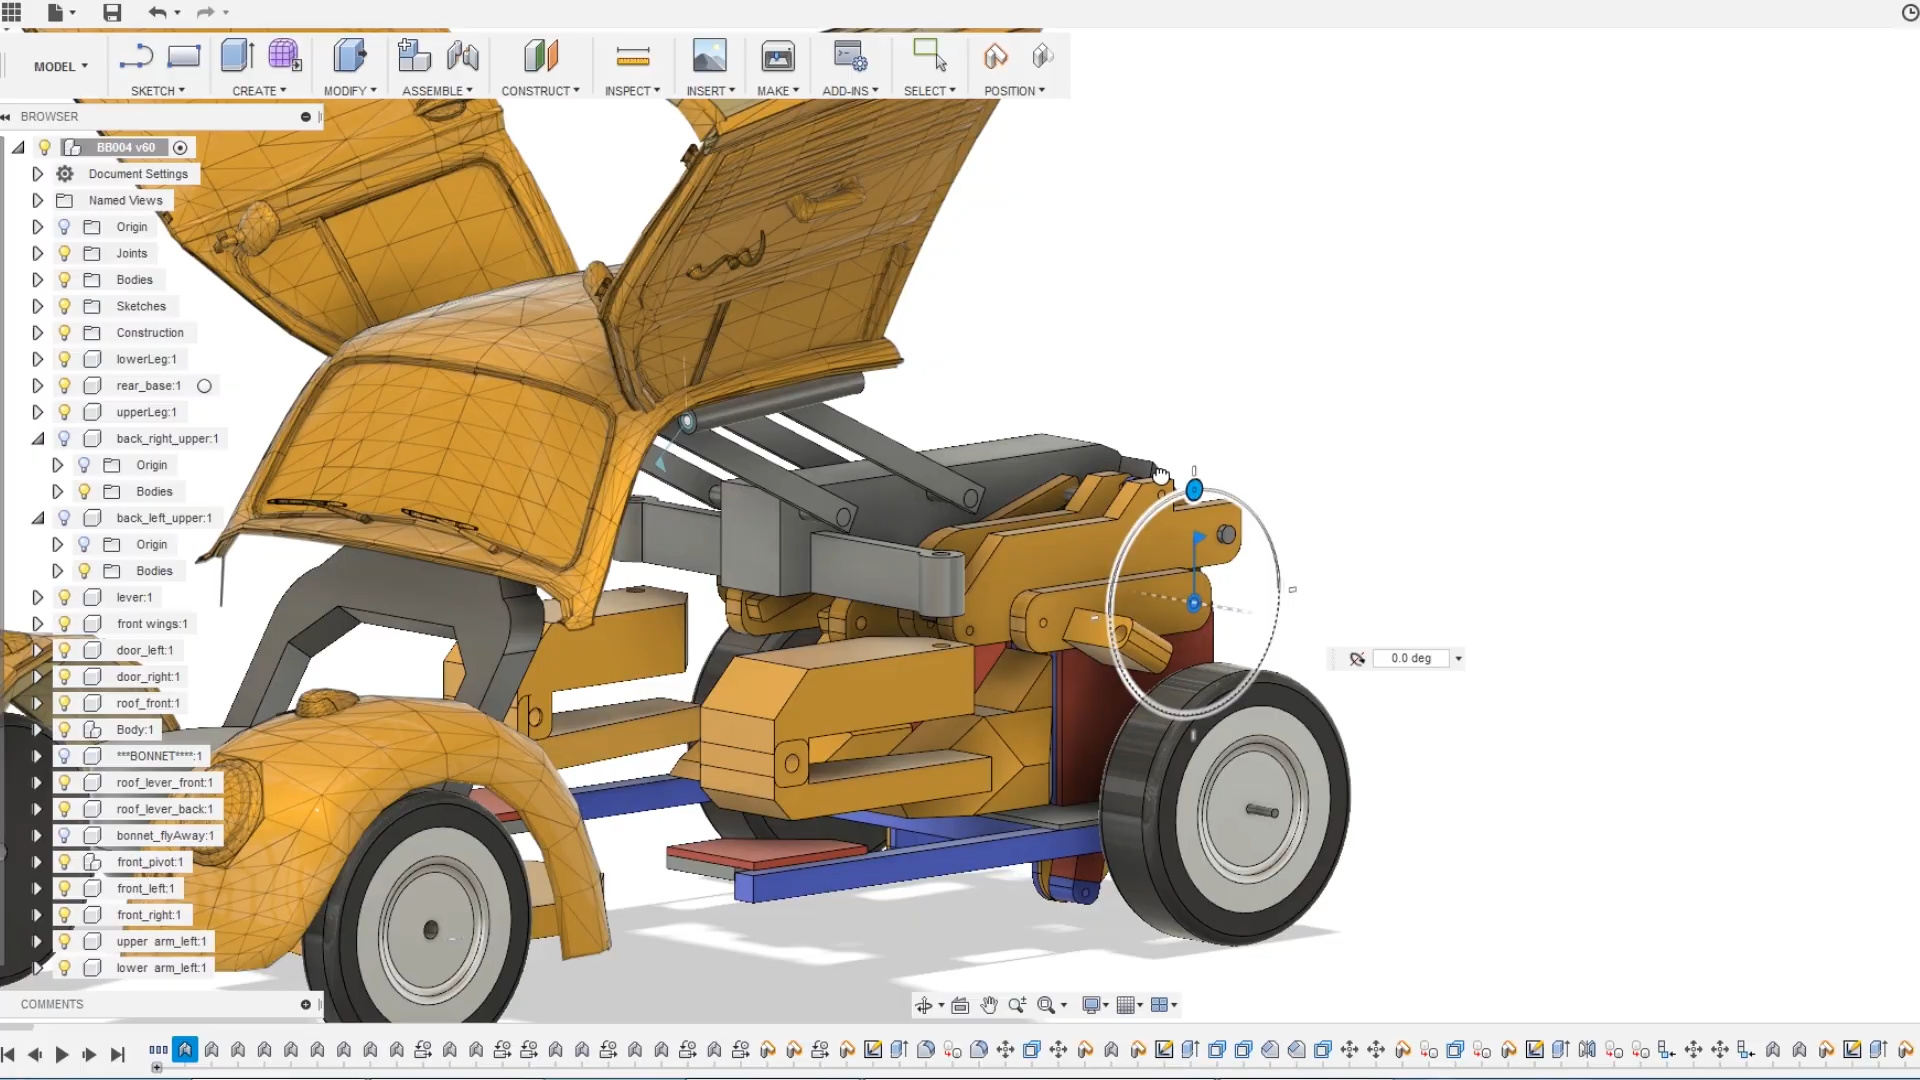 MODEL
SKETCH
CREATE
MODIFY
ASSEMBLE
CONSTRUCT
INSPECT
INSERT
MAKE
ADD-INS
SELECT
POSITION
BROWSER
BB004 v60
Document Settings
Named Views
Origin
Joints
Bodies
Sketches
Construction
lowerLeg:1
rear_base:1
upperLeg:1
back_right_upper:1
Origin
Bodies
back_left_upper:1
Origin
Bodies
lever:1
front wings:1
door_left:1
door_right:1
roof_front:1
Body:1
***BONNET****:1
roof_lever_front:1
roof_lever_back:1
bonnet_flyAway:1
front_pivot:1
front_left:1
front_right:1
upper arm_left:1
lower arm_left:1
0.0 deg
COMMENTS